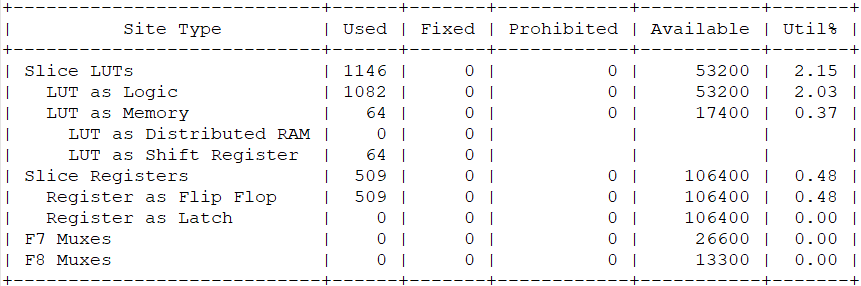 +----------------------------+------+-------+------------+-----------+-------+
|          Site Type         | Used | Fixed | Prohibited | Available | Util% |
+----------------------------+------+-------+------------+-----------+-------+
| Slice LUTs                 | 1146 |     0 |          0 |     53200 |  2.15 |
|   LUT as Logic             | 1082 |     0 |          0 |     53200 |  2.03 |
|   LUT as Memory            |   64 |     0 |          0 |     17400 |  0.37 |
|     LUT as Distributed RAM |    0 |     0 |            |           |       |
|     LUT as Shift Register  |   64 |     0 |            |           |       |
| Slice Registers            |  509 |     0 |          0 |    106400 |  0.48 |
|   Register as Flip Flop    |  509 |     0 |          0 |    106400 |  0.48 |
|   Register as Latch        |    0 |     0 |          0 |    106400 |  0.00 |
| F7 Muxes                   |    0 |     0 |          0 |     26600 |  0.00 |
| F8 Muxes                   |    0 |     0 |          0 |     13300 |  0.00 |
+----------------------------+------+-------+------------+-----------+-------+